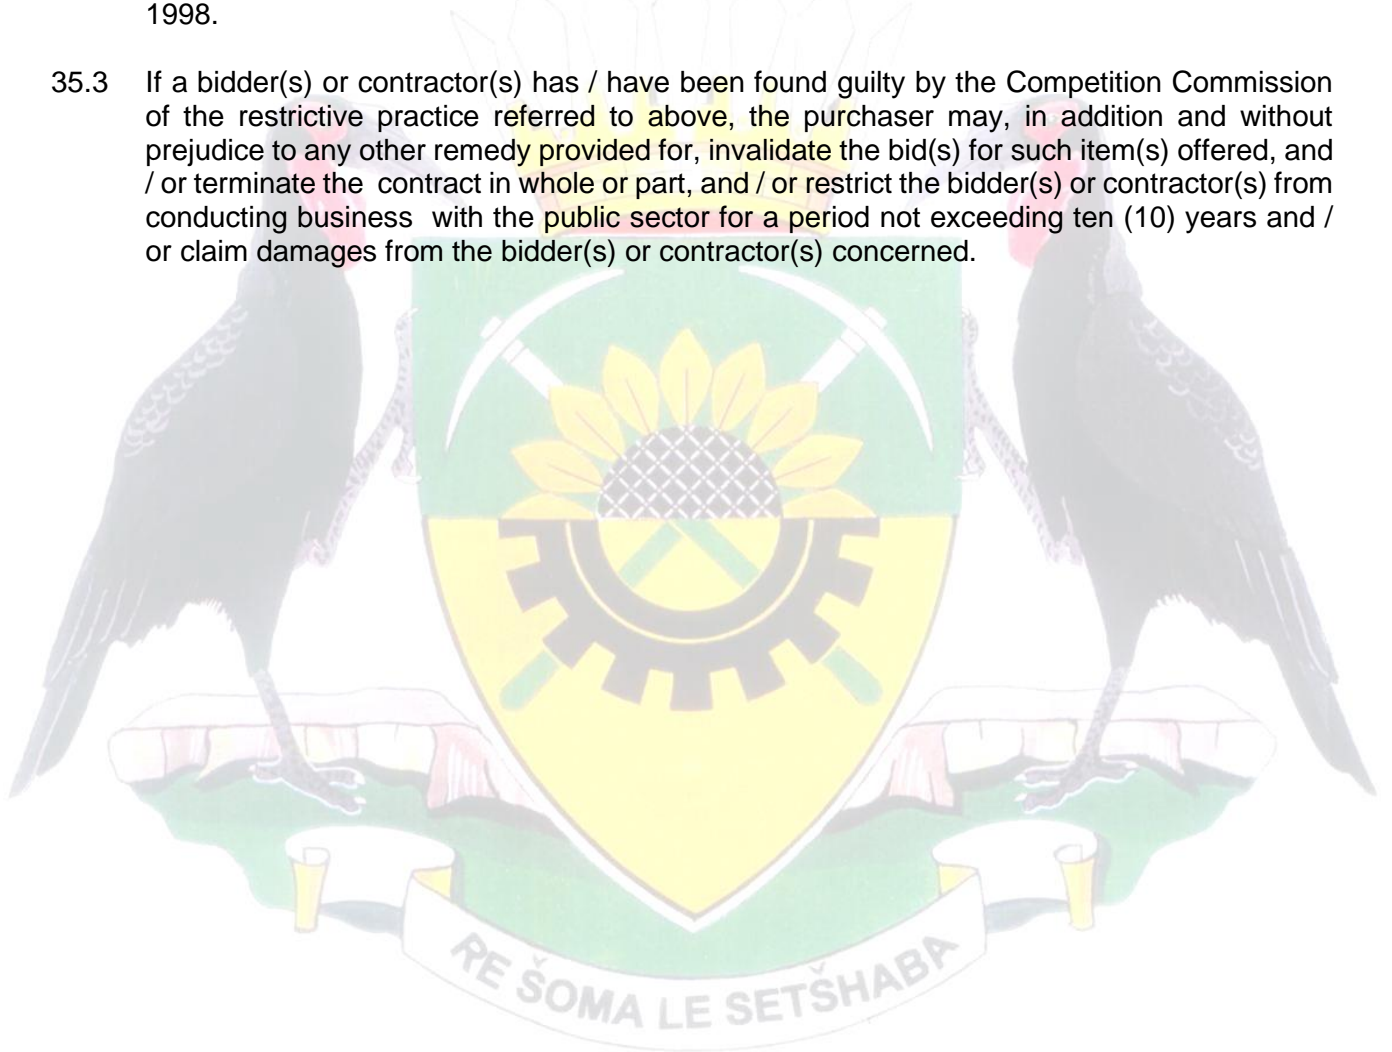 1998.
35.3 If a bidder(s) or contractor(s) has / have been found guilty by the Competition Commission
of the restrictive practice referred to above, the purchaser may, in addition and without
prejudice to any other remedy provided for, invalidate the bid(s) for such item(s) offered, and
/ or terminate the contract in whole or part, and / or restrict the bidder(s) or contractor(s) from
conducting business with the public sector for a period not exceeding ten (10) years and /
or claim damages from the bidder(s) or contractor(s) concerned.
RE ŠOMA LE SETŠHABA